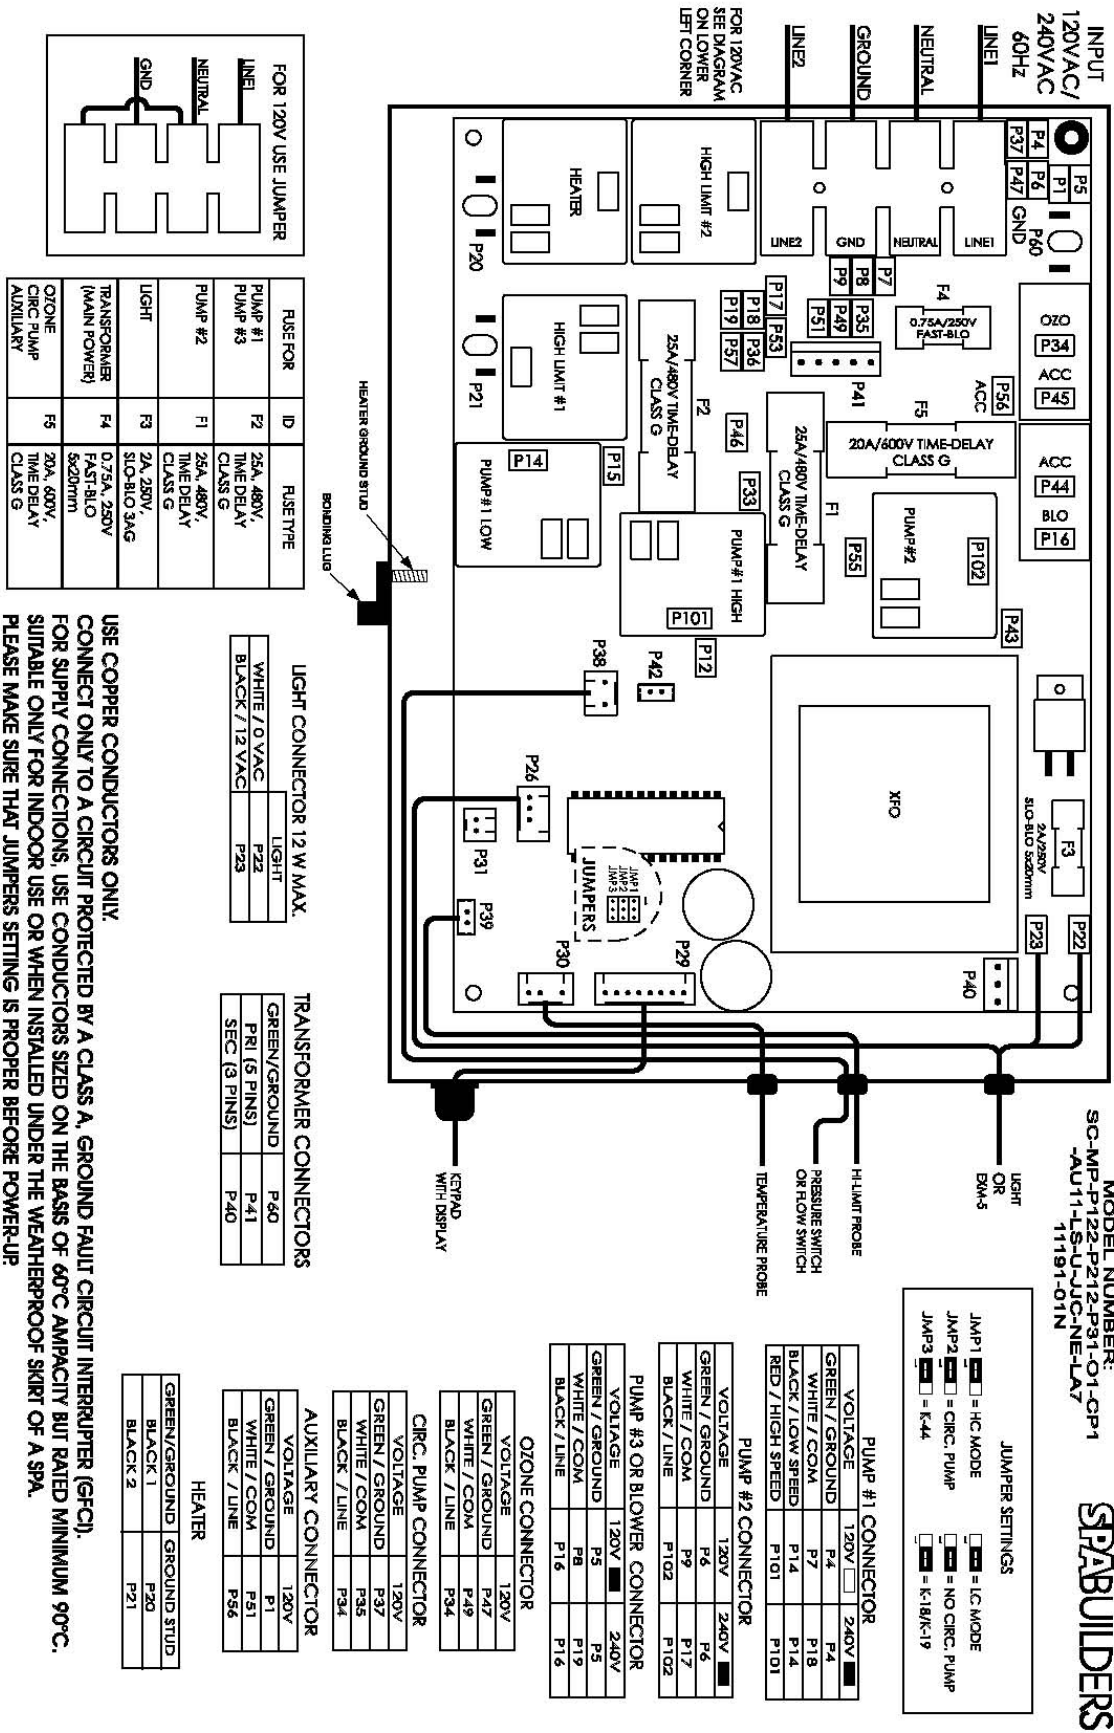 MODEL NUMBER:
SC-MP-P122-P212-P31-O1-CP1
-AU11-LS-U-JJC-NE-LA7
11191-01N
SPABUILDERS
INPUT
120VAC/
240VAC
60Hz
LINE1
NEUTRAL
GROUND
LINE2
FOR 120VAC
SEE DIAGRAM
ON LOWER
LEFT CORNER
P5
P1
P4
P6
P37
P47
GND
P60
LINE1
NEUTRAL
GND
LINE2
HIGH LIMIT #2
HEATER
P20
OZO
P34
ACC
P45
ACC
P44
BLO
P16
P56
ACC
F4
0.75A/250V
FAST-BLO
P7
P8
P9
P35
P49
P51
P17
P53
P18
P36
P19
P57
P41
F5
20A/600V TIME-DELAY
CLASS G
F1
25A/480V TIME-DELAY
CLASS G
F2
25A/480V TIME-DELAY
CLASS G
P46
P33
P55
HIGH LIMIT #1
P21
P14
P15
PUMP#1 LOW
PUMP#1 HIGH
P101
P12
PUMP#2
P102
P43
XFO
F3
2A/250V
SLO-BLO 5x20mm
P22
P23
P40
P38
P42
P26
P31
P39
JMP1
JMP2
JMP3
JUMPERS
P30
P29
HEATER GROUND STUD
BONDING LUG
LIGHT
OR
EXM-5
HI-LIMIT PROBE
PRESSURE SWITCH
OR FLOW SWITCH
TEMPERATURE PROBE
KEYPAD
WITH DISPLAY
JUMPER SETTINGS
JMP1 = HC MODE = LC MODE
JMP2 = CIRC. PUMP = NO CIRC. PUMP
JMP3 = K-44 = K-18/K-19
PUMP #1 CONNECTOR
VOLTAGE 120V 240V
GREEN / GROUND P4 P4
WHITE / COM P7 P18
BLACK / LOW SPEED P14 P14
RED / HIGH SPEED P101 P101
PUMP #2 CONNECTOR
VOLTAGE 120V 240V
GREEN / GROUND P6 P6
WHITE / COM P9 P17
BLACK / LINE P102 P102
PUMP #3 OR BLOWER CONNECTOR
VOLTAGE 120V 240V
GREEN / GROUND P5 P5
WHITE / COM P8 P19
BLACK / LINE P16 P16
OZONE CONNECTOR
VOLTAGE 120V
GREEN / GROUND P47
WHITE / COM P49
BLACK / LINE P34
CIRC. PUMP CONNECTOR
VOLTAGE 120V
GREEN / GROUND P37
WHITE / COM P35
BLACK / LINE P34
AUXILIARY CONNECTOR
VOLTAGE 120V
GREEN / GROUND P1
WHITE / COM P51
BLACK / LINE P56
HEATER
GREEN/GROUND GROUND STUD
BLACK 1 P20
BLACK 2 P21
FOR 120V USE JUMPER
LINE1
NEUTRAL
GND
FUSE FOR ID FUSE TYPE
PUMP #1
PUMP #3 F2 25A, 480V,
TIME DELAY
CLASS G
PUMP #2 F1 25A, 480V,
TIME DELAY
CLASS G
LIGHT F3 2A, 250V,
SLO-BLO 3AG
TRANSFORMER
(MAIN POWER) F4 0.75A, 250V
FAST-BLO
5x20mm
OZONE
CIRC PUMP
AUXILIARY F5 20A, 600V,
TIME DELAY
CLASS G
LIGHT CONNECTOR 12 W MAX.
LIGHT
WHITE / 0 VAC P22
BLACK / 12 VAC P23
TRANSFORMER CONNECTORS
GREEN/GROUND P60
PRI (5 PINS) P41
SEC (3 PINS) P40
USE COPPER CONDUCTORS ONLY.
CONNECT ONLY TO A CIRCUIT PROTECTED BY A CLASS A, GROUND FAULT CIRCUIT INTERRUPTER (GFCI).
FOR SUPPLY CONNECTIONS, USE CONDUCTORS SIZED ON THE BASIS OF 60°C AMPACITY BUT RATED MINIMUM 90°C.
SUITABLE ONLY FOR INDOOR USE OR WHEN INSTALLED UNDER THE WEATHERPROOF SKIRT OF A SPA.
PLEASE MAKE SURE THAT JUMPERS SETTING IS PROPER BEFORE POWER-UP.